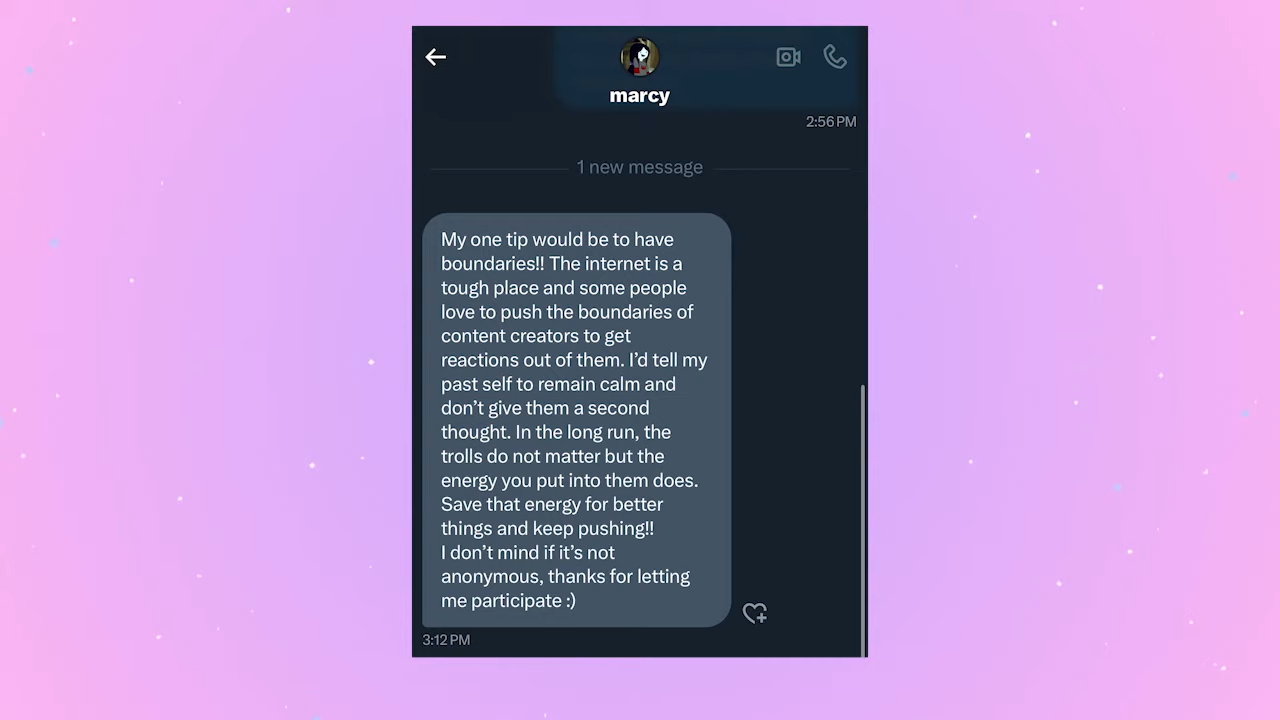 marcy
2:56 PM
1 new message
My one tip would be to have
boundaries!! The internet is a
tough place and some people
love to push the boundaries of
content creators to get
reactions out of them. I’d tell my
past self to remain calm and
don’t give them a second
thought. In the long run, the
trolls do not matter but the
energy you put into them does.
Save that energy for better
things and keep pushing!!
I don’t mind if it’s not
anonymous, thanks for letting
me participate :)
3:12 PM